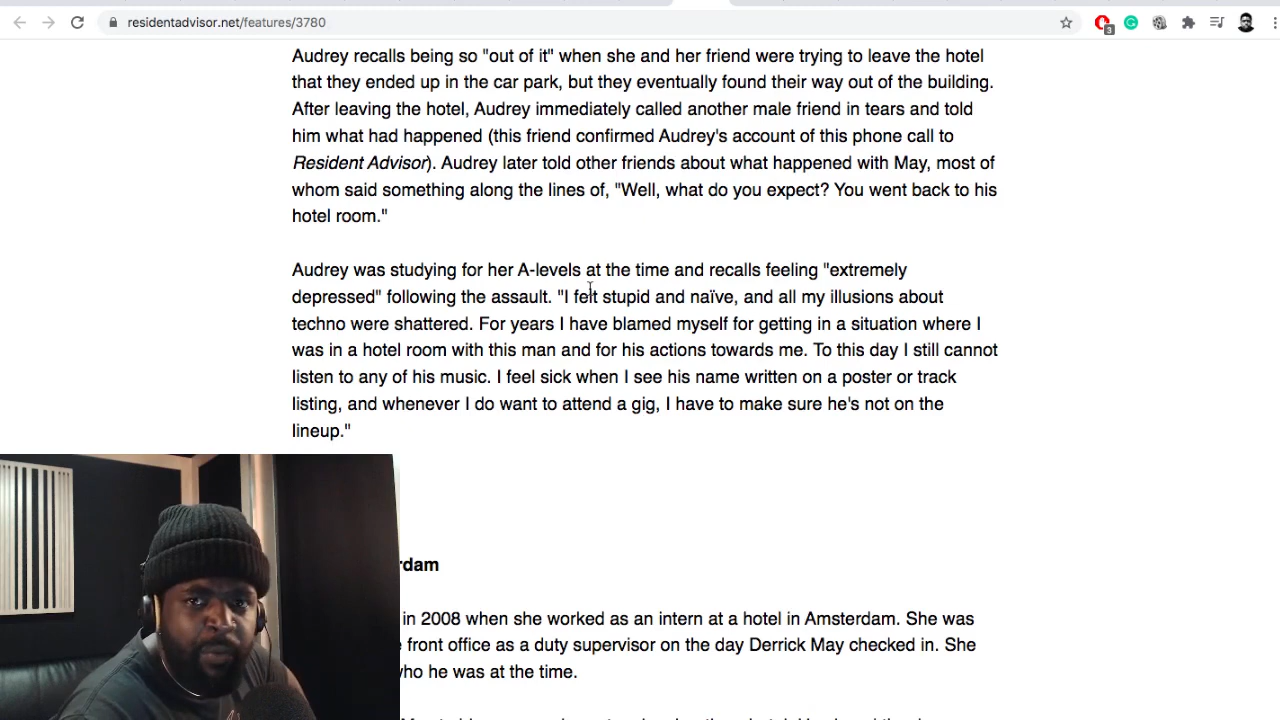 residentadvisor.net/features/3780
3
Audrey recalls being so "out of it" when she and her friend were trying to leave the hotel
that they ended up in the car park, but they eventually found their way out of the building.
After leaving the hotel, Audrey immediately called another male friend in tears and told
him what had happened (this friend confirmed Audrey's account of this phone call to
Resident Advisor). Audrey later told other friends about what happened with May, most of
whom said something along the lines of, "Well, what do you expect? You went back to his
hotel room."
Audrey was studying for her A-levels at the time and recalls feeling "extremely
depressed" following the assault. "I felt stupid and naïve, and all my illusions about
techno were shattered. For years I have blamed myself for getting in a situation where I
was in a hotel room with this man and for his actions towards me. To this day I still cannot
listen to any of his music. I feel sick when I see his name written on a poster or track
listing, and whenever I do want to attend a gig, I have to make sure he's not on the
lineup."
rdam
in 2008 when she worked as an intern at a hotel in Amsterdam. She was
front office as a duty supervisor on the day Derrick May checked in. She
who he was at the time.